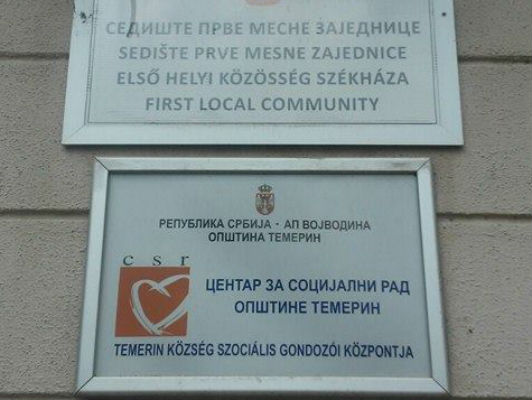 СЕДИШТЕ ПРВЕ МЕСНЕ ЗАЈЕДНИЦЕ
SEDIŠTE PRVE MESNE ZAJEDNICE
ELSŐ HELYI KÖZÖSSÉG SZÉKHÁZA
FIRST LOCAL COMMUNITY
РЕПУБЛИКА СРБИЈА - АП ВОЈВОДИНА
ОПШТИНА ТЕМЕРИН
c s r
ЦЕНТАР ЗА СОЦИЈАЛНИ РАД
ОПШТИНЕ ТЕМЕРИН
TEMERIN KÖZSÉG SZOCIÁLIS GONDOZÓI KÖZPONTJA